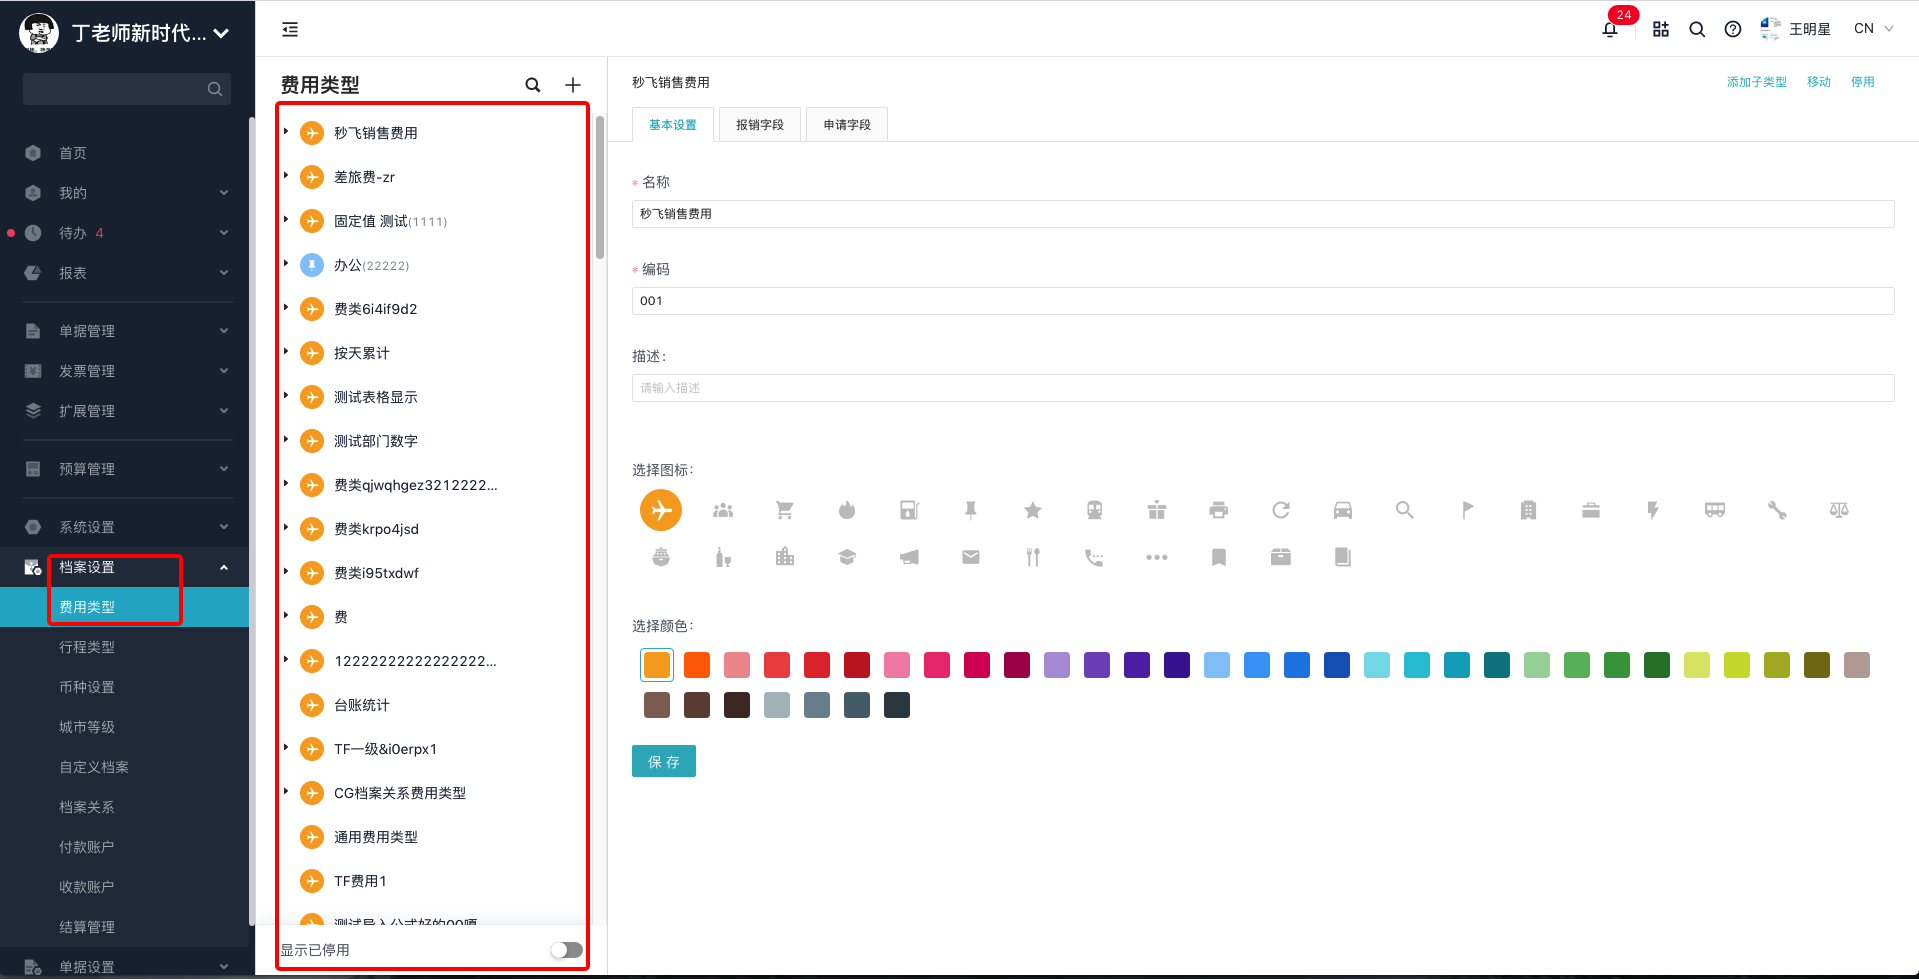 丁老师新时代...
首页
我的
待办 4
报表
单据管理
发票管理
扩展管理
预算管理
系统设置
档案设置
费用类型
行程类型
币种设置
城市等级
自定义档案
档案关系
付款账户
收款账户
结算管理
单据设置
24
王明星
CN
费用类型
秒飞销售费用
差旅费-zr
固定值 测试(1111)
办公(22222)
费类6i4if9d2
按天累计
测试表格显示
测试部门数字
费类qjwqhgez3212222...
费类krpo4jsd
费类i95txdwf
费
12222222222222222...
台账统计
TF一级&i0erpx1
CG档案关系费用类型
通用费用类型
TF费用1
测试导入公式好的00嘎
显示已停用
秒飞销售费用
添加子类型 移动 停用
基本设置 报销字段 申请字段
* 名称
秒飞销售费用
* 编码
001
描述:
请输入描述
选择图标:
选择颜色:
保 存